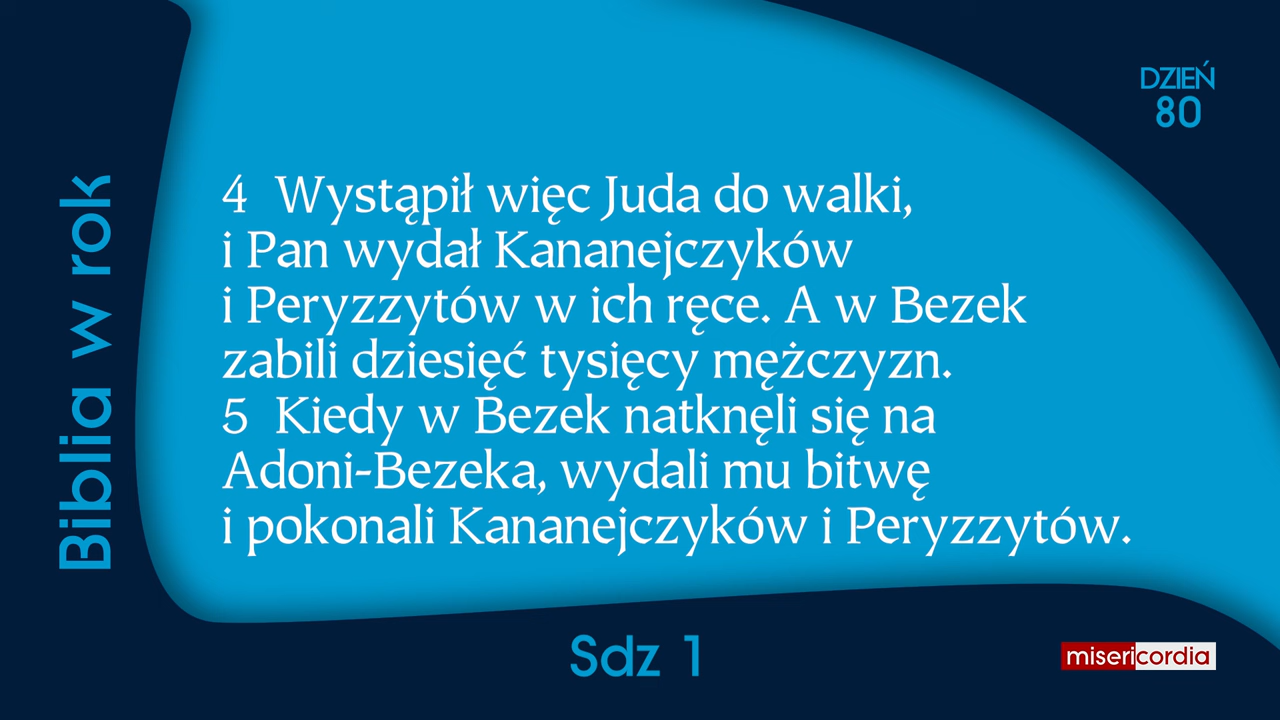 DZIEŃ
80
Biblia w rok
4 Wystąpił więc Juda do walki,
i Pan wydał Kananejczyków
i Peryzzytów w ich ręce. A w Bezek
zabili dziesięć tysięcy mężczyzn.
5 Kiedy w Bezek natknęli się na
Adoni-Bezeka, wydali mu bitwę
i pokonali Kananejczyków i Peryzzytów.
Sdz 1
misericordia